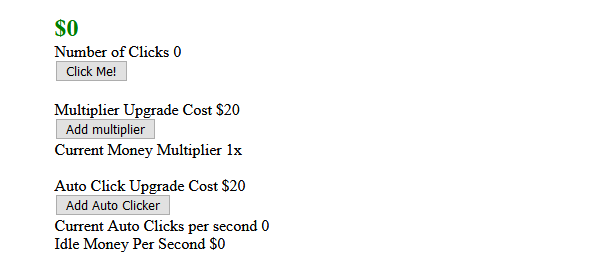 $0
Number of Clicks 0
Click Me!
Multiplier Upgrade Cost $20
Add multiplier
Current Money Multiplier 1x
Auto Click Upgrade Cost $20
Add Auto Clicker
Current Auto Clicks per second 0
Idle Money Per Second $0